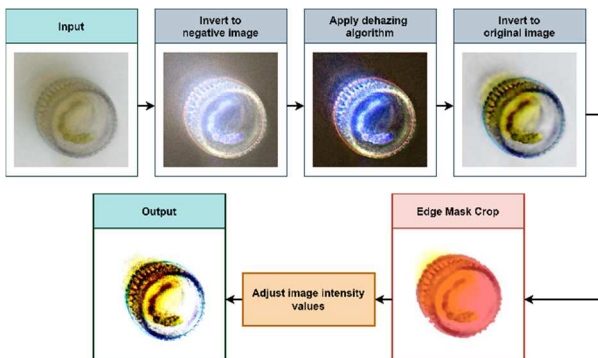 Input
Invert to
negative image
Apply dehazing
algorithm
Invert to
original image
Output
Edge Mask Crop
Adjust image intensity
values